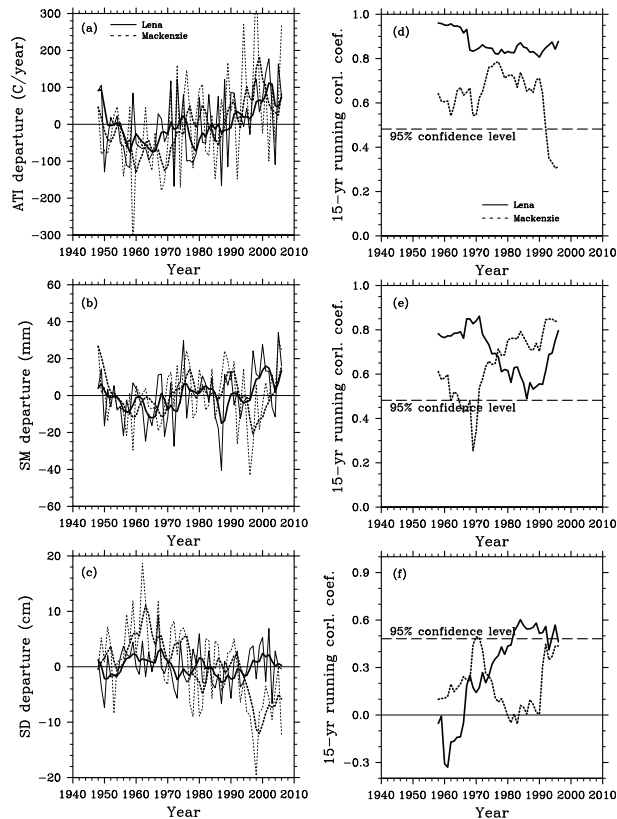 (a)
Lena
Mackenzie
ATI departure (C/year)
300
200
100
0
-100
-200
-300
1940 1950 1960 1970 1980 1990 2000 2010
Year
(d)
15-yr running corl. coef.
1.0
0.8
0.6
0.4
0.2
0.0
95% confidence level
Lena
Mackenzie
1940 1950 1960 1970 1980 1990 2000 2010
Year
(b)
SM departure (mm)
60
40
20
0
-20
-40
-60
1940 1950 1960 1970 1980 1990 2000 2010
Year
(e)
15-yr running corl. coef.
1.0
0.8
0.6
0.4
0.2
0.0
95% confidence level
1940 1950 1960 1970 1980 1990 2000 2010
Year
(c)
SD departure (cm)
20
10
0
-10
-20
1940 1950 1960 1970 1980 1990 2000 2010
Year
(f)
15-yr running corl. coef.
0.9
0.6
0.3
0.0
-0.3
95% confidence level
1940 1950 1960 1970 1980 1990 2000 2010
Year